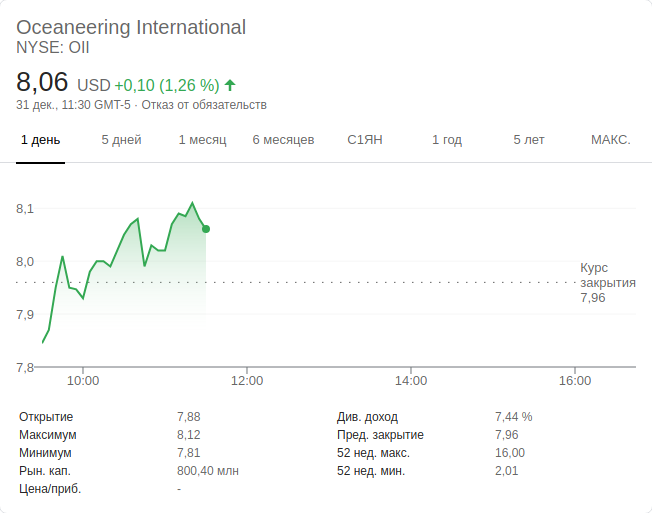 Oceaneering International
NYSE: OII
8,06 USD +0,10 (1,26 %)
31 дек., 11:30 GMT-5 · Отказ от обязательств
1 день 5 дней 1 месяц 6 месяцев С1ЯН 1 год 5 лет МАКС.
8,1
8,0
7,9
7,8
Курс
закрытия
7,96
10:00 12:00 14:00 16:00
Открытие 7,88 Див. доход 7,44 %
Максимум 8,12 Пред. закрытие 7,96
Минимум 7,81 52 нед. макс. 16,00
Рын. кап. 800,40 млн 52 нед. мин. 2,01
Цена/приб. -